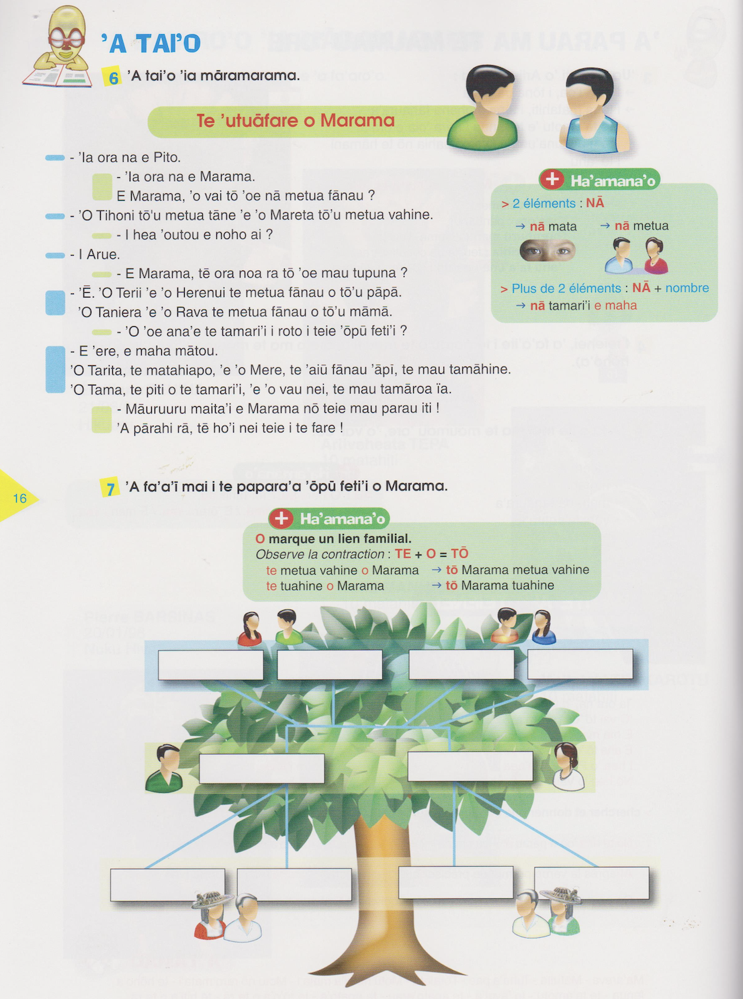 ’A TAI’O
6 ’A tai’o ’ia māramarama.
Te ’utuāfare o Marama
- ’Ia ora na e Pito.
- ’Ia ora na e Marama.
E Marama, ’o vai tō ’oe nā metua fānau ?
- ’O Tihoni tō'u metua tāne ’e ’o Mareta tō’u metua vahine.
- I hea ’outou e noho ai ?
- I Arue.
- E Marama, tē ora noa ra tō ’oe mau tupuna ?
- ’Ē. ’O Terii ’e ’o Herenui te metua fānau o tō’u pāpā.
’O Taniera ’e ’o Rava te metua fānau o tō’u māmā.
- ’O ’oe ana’e te tamari’i i roto i teie ’ōpū feti’i ?
- E ’ere, e maha mātou.
’O Tarita, te matahiapo, ’e ’o Mere, te ’aiū fānau ’āpī, te mau tamāhine.
’O Tama, te piti o te tamari’i, ’e ’o vau nei, te mau tamāroa ïa.
- Māuruuru maita’i e Marama nō teie mau parau iti !
’A pārahi rā, tē ho’i nei teie i te fare !
+ Ha’amana’o
> 2 éléments : NĀ
→ nā mata → nā metua
> Plus de 2 éléments : NĀ + nombre
→ nā tamari’i e maha
16
7 ’A fa’a’ī mai i te papara’a ’ōpū feti’i o Marama.
+ Ha’amana’o
O marque un lien familial.
Observe la contraction : TE + O = TŌ
te metua vahine o Marama → tō Marama metua vahine
te tuahine o Marama → tō Marama tuahine